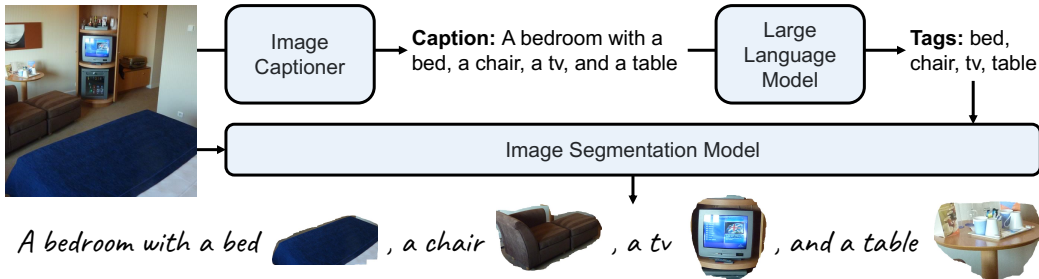 Image
Captioner
Caption: A bedroom with a
bed, a chair, a tv, and a table
Large
Language
Model
Tags: bed,
chair, tv, table
Image Segmentation Model
A bedroom with a bed , a chair , a tv , and a table